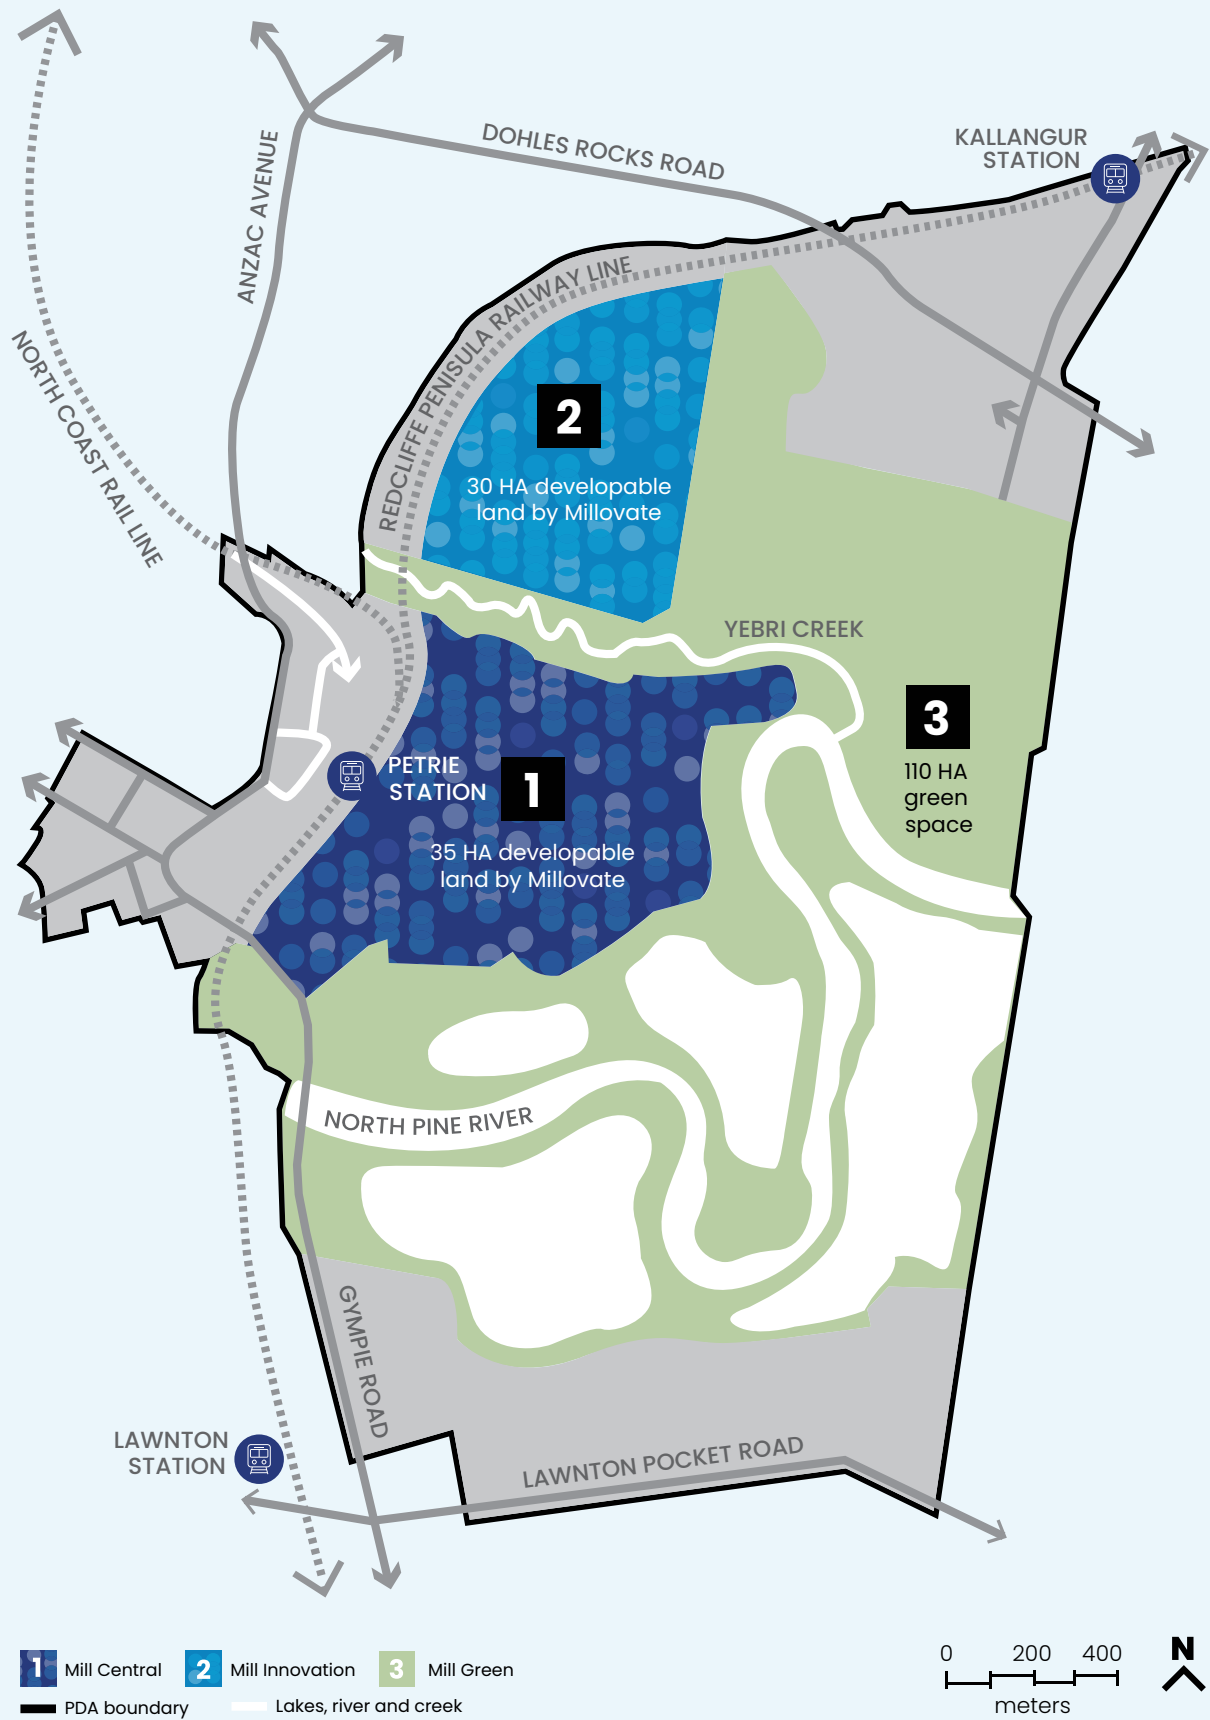 DOHLES ROCKS ROAD
KALLANGUR
STATION
ANZAC AVENUE
NORTH COAST RAIL LINE
REDCLIFFE PENISULA RAILWAY LINE
2
30 HA developable
land by Millovate
YEBRI CREEK
3
110 HA
green
space
PETRIE
STATION
1
35 HA developable
land by Millovate
NORTH PINE RIVER
GYMPIE ROAD
LAWNTON
STATION
LAWNTON POCKET ROAD
1 Mill Central
2 Mill Innovation
3 Mill Green
PDA boundary
Lakes, river and creek
0 200 400
meters
N